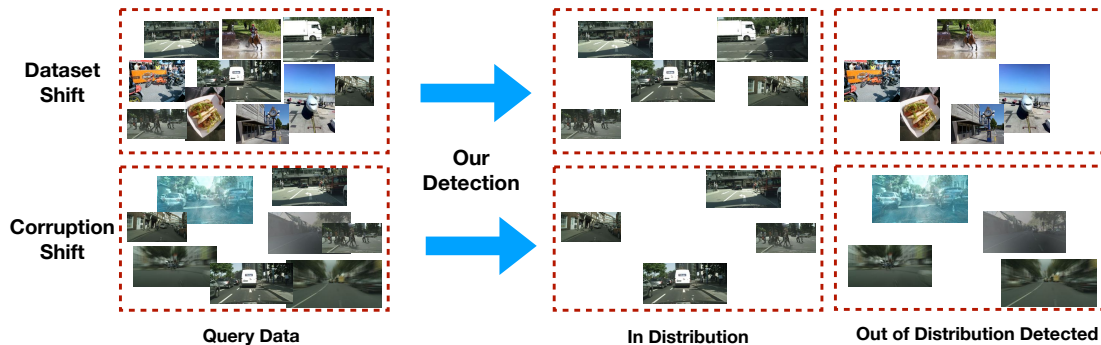 Dataset
Shift
Our
Detection
Corruption
Shift
Query Data
In Distribution
Out of Distribution Detected